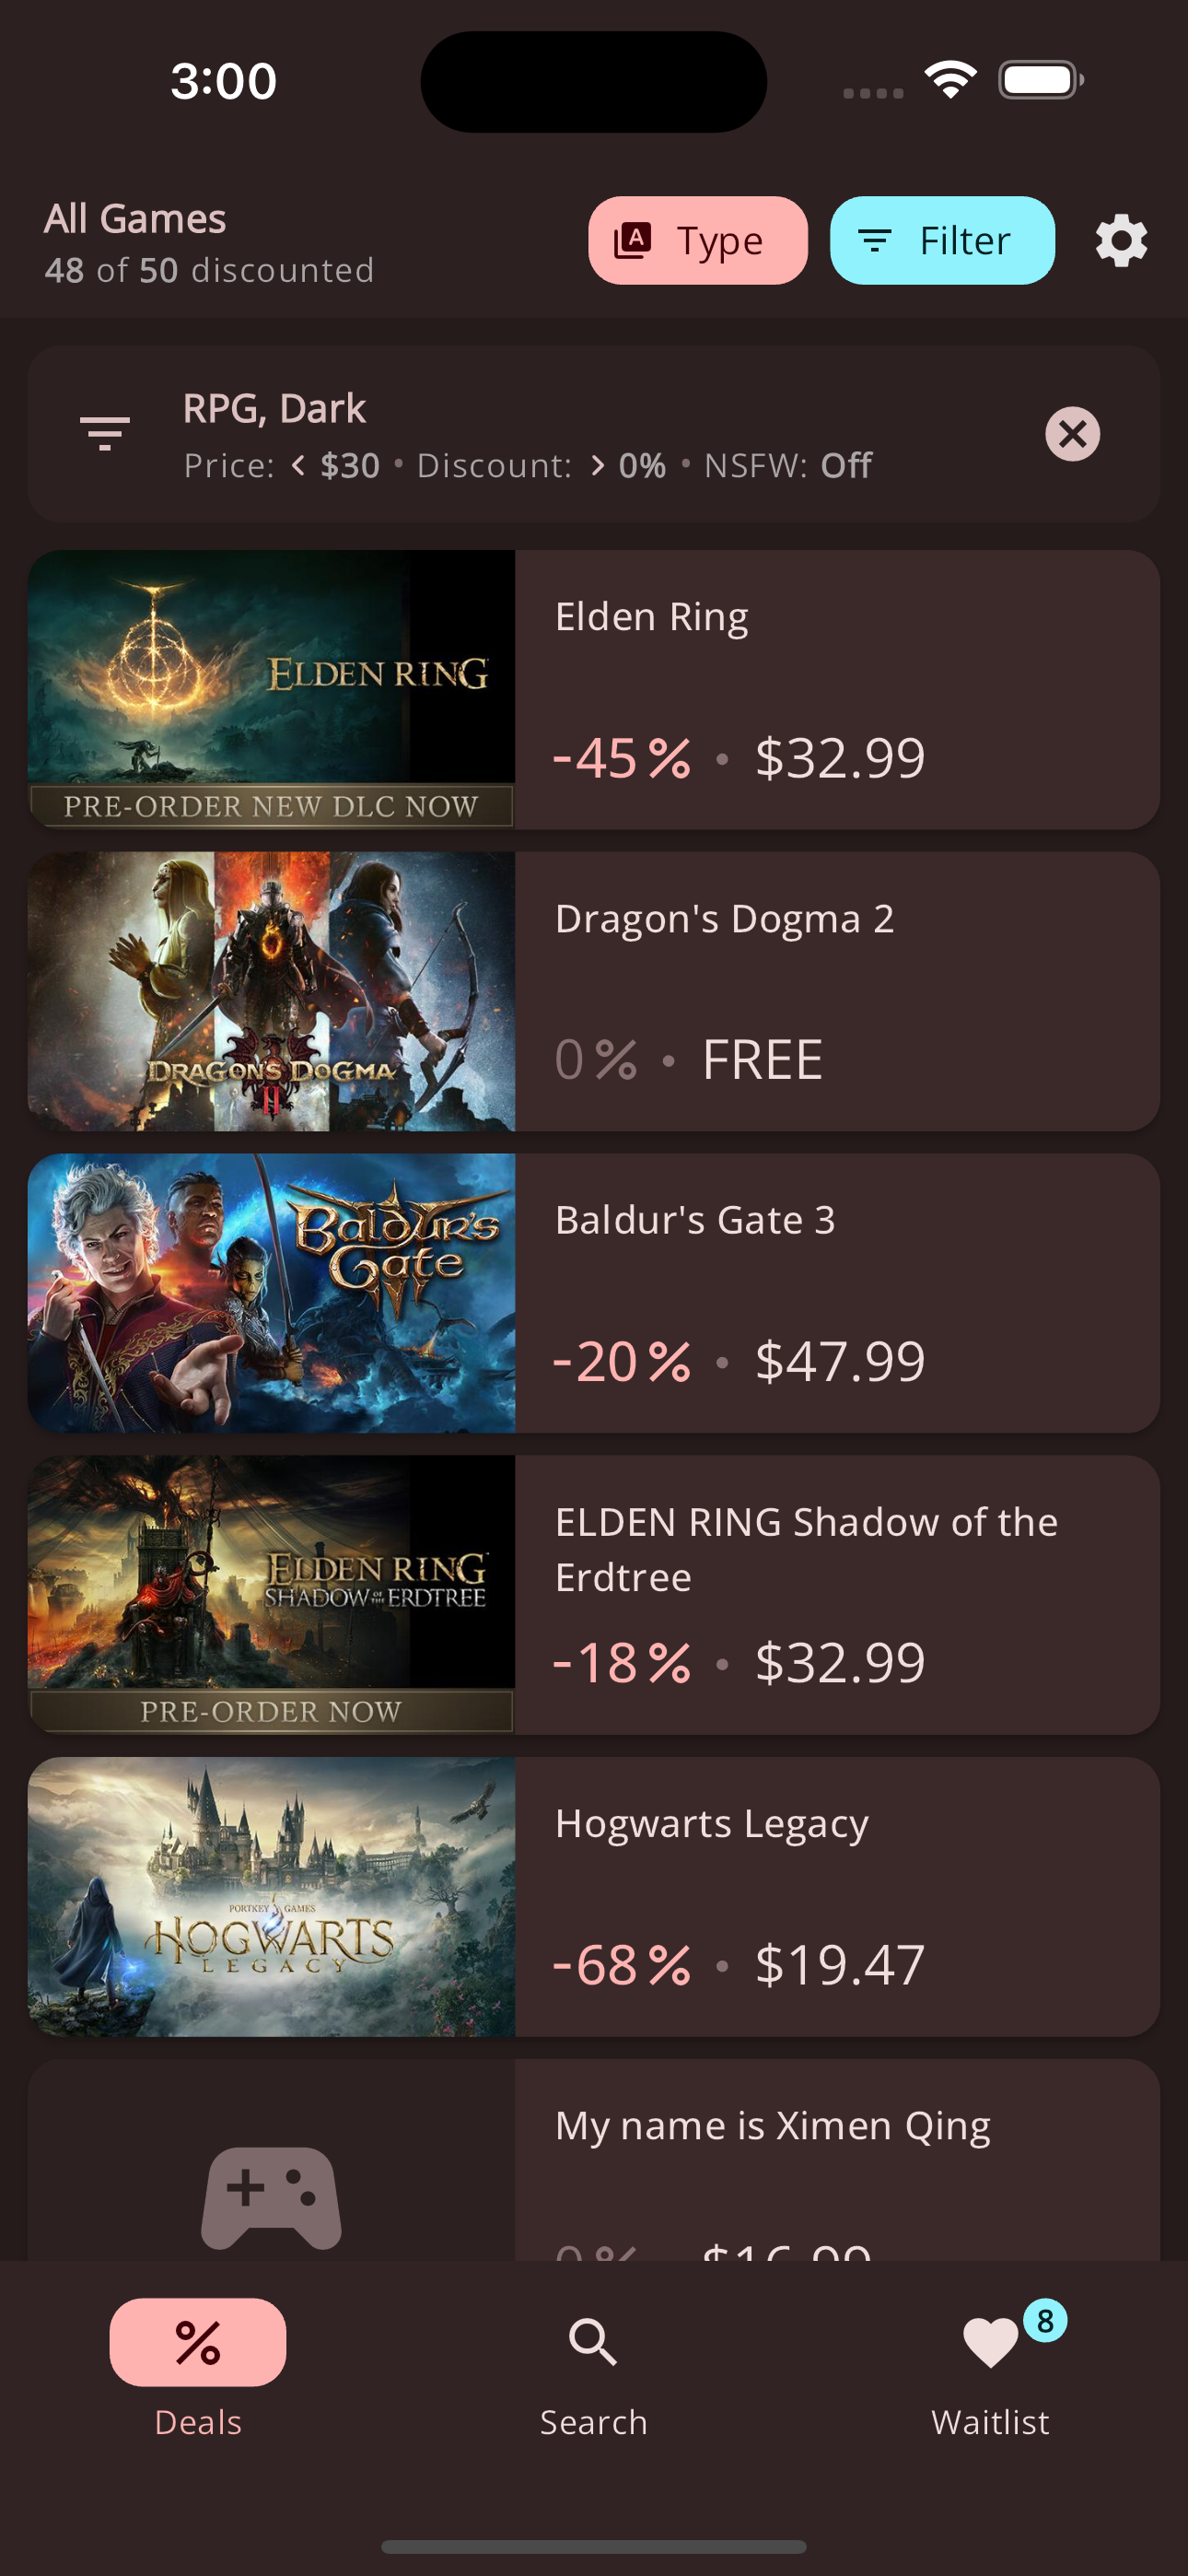 3:00
All Games
48 of 50 discounted
Type
Filter
RPG, Dark
Price: < $30 • Discount: > 0% • NSFW: Off
ELDEN RING
PRE-ORDER NEW DLC NOW
Elden Ring
-45% • $32.99
DRAGON'S DOGMA
II
Dragon's Dogma 2
0% • FREE
Baldur's
Gate
III
Baldur's Gate 3
-20% • $47.99
ELDEN RING
SHADOW OF THE ERDTREE
PRE-ORDER NOW
ELDEN RING Shadow of the
Erdtree
-18% • $32.99
PORTKEY GAMES
HOGWARTS
LEGACY
Hogwarts Legacy
-68% • $19.47
My name is Ximen Qing
0% $16.99
8
Deals
Search
Waitlist